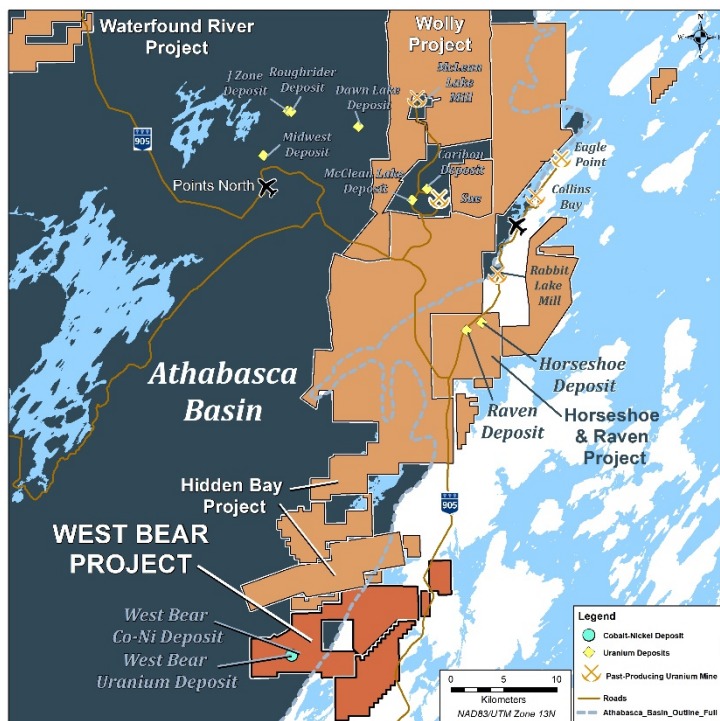 Waterfound River
Project
Wolly
Project
McLean
Lake
Mill
N
J Zone
Deposit
Roughrider
Deposit
Dawn Lake
Deposit
905
Midwest
Deposit
Points North
McClean Lake
Deposit
Caribou
Deposit
Sue
Eagle
Point
Collins
Bay
Rabbit
Lake
Mill
Athabasca
Basin
Horseshoe
Deposit
Raven
Deposit
Horseshoe
& Raven
Project
Hidden Bay
Project
905
WEST BEAR
PROJECT
West Bear
Co-Ni Deposit
West Bear
Uranium Deposit
0 5 10
Kilometers
NAD83/UTM Zone 13N
Legend
Cobalt-Nickel Deposit
Uranium Deposits
Past-Producing Uranium Mine
Roads
Athabasca_Basin_Outline_Full